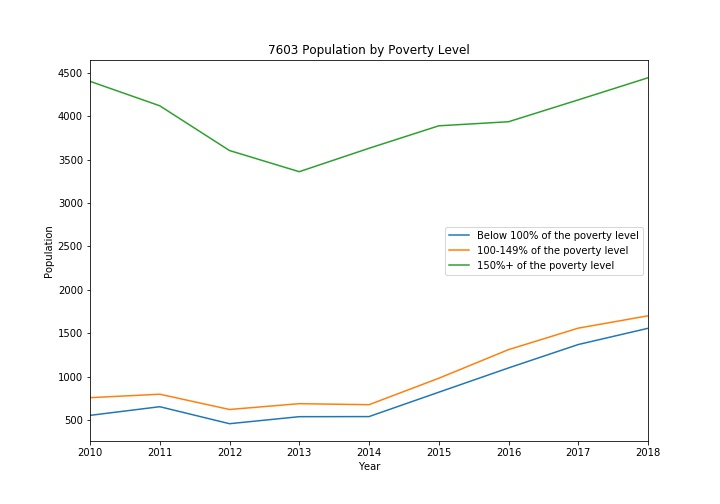 7603 Population by Poverty Level
4500
4000
3500
3000
2500
2000
1500
1000
500
Population
Below 100% of the poverty level
100-149% of the poverty level
150%+ of the poverty level
2010 2011 2012 2013 2014 2015 2016 2017 2018
Year